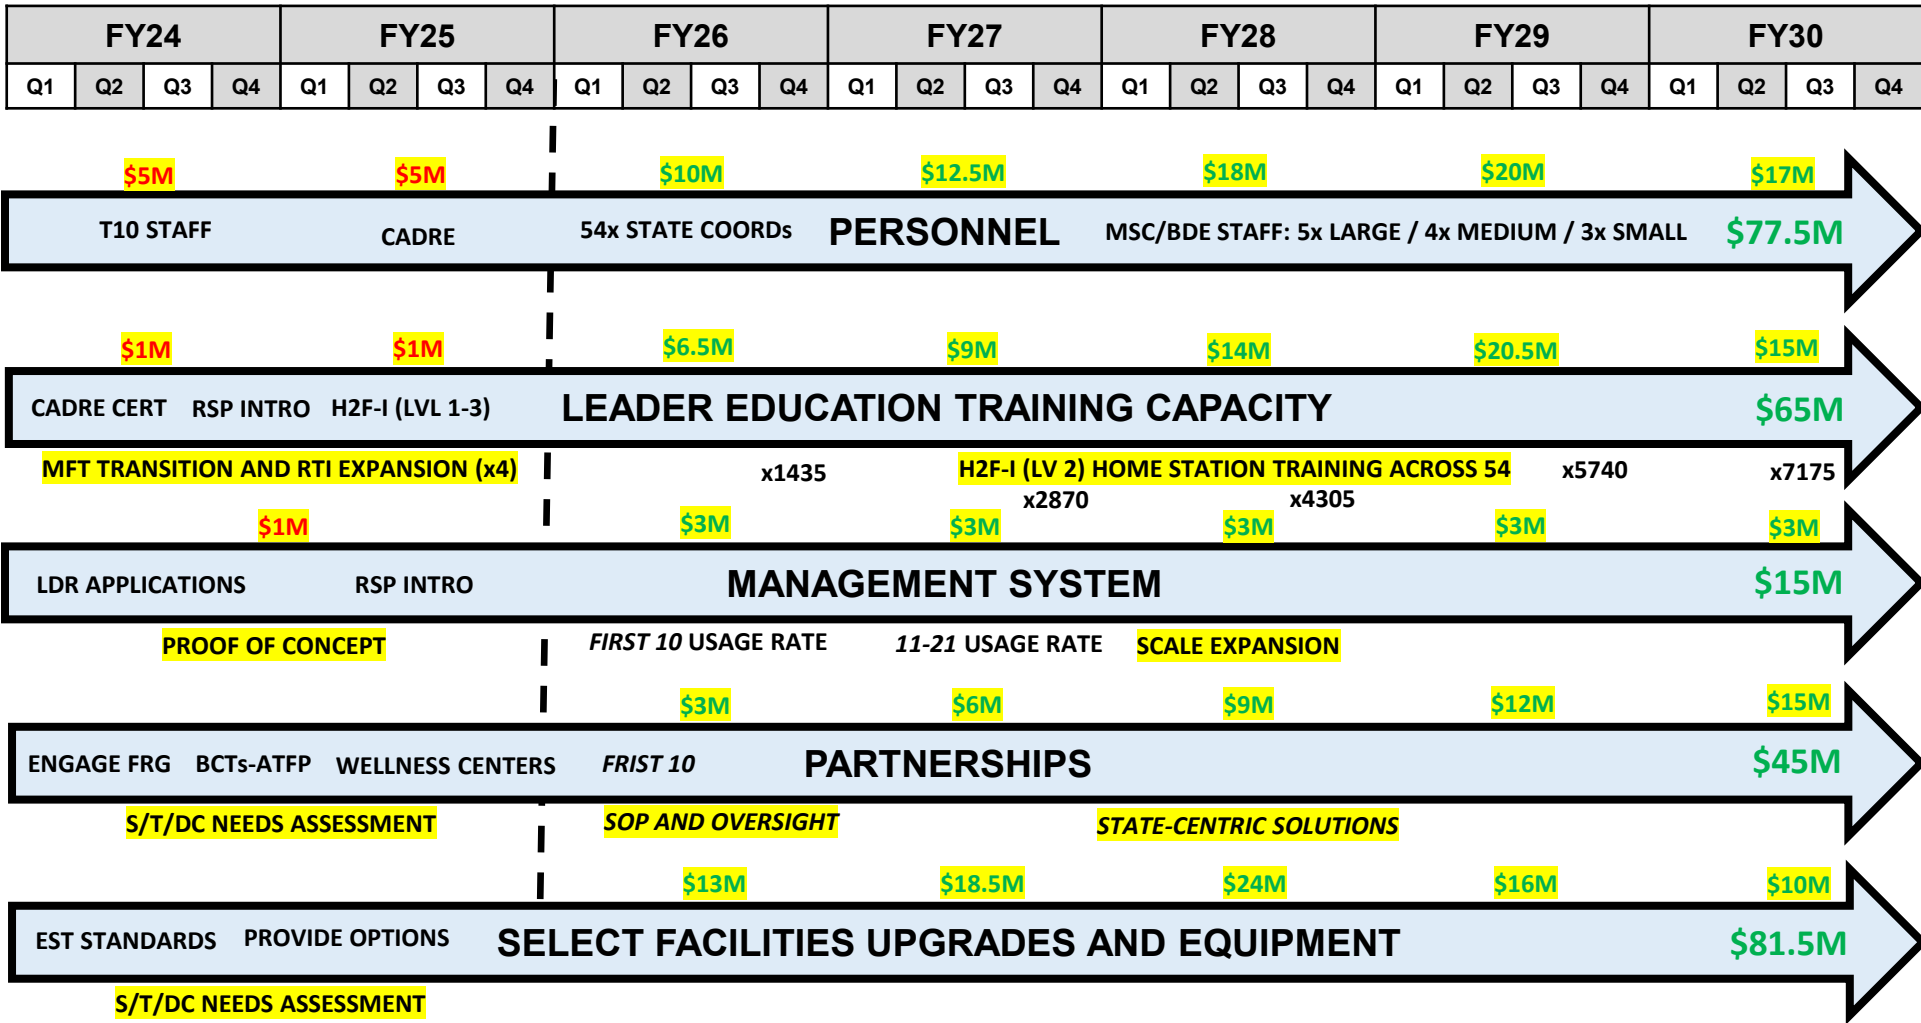 FY24 FY25 FY26 FY27 FY28 FY29 FY30
Q1 Q2 Q3 Q4 Q1 Q2 Q3 Q4 Q1 Q2 Q3 Q4 Q1 Q2 Q3 Q4 Q1 Q2 Q3 Q4 Q1 Q2 Q3 Q4 Q1 Q2 Q3 Q4
$5M $5M $10M $12.5M $18M $20M $17M
T10 STAFF CADRE 54x STATE COORDs PERSONNEL MSC/BDE STAFF: 5x LARGE / 4x MEDIUM / 3x SMALL $77.5M
$1M $1M $6.5M $9M $14M $20.5M $15M
CADRE CERT RSP INTRO H2F-I (LVL 1-3) LEADER EDUCATION TRAINING CAPACITY $65M
MFT TRANSITION AND RTI EXPANSION (x4) x1435 H2F-I (LV 2) HOME STATION TRAINING ACROSS 54 x5740 x7175
x2870 x4305
$1M $3M $3M $3M $3M $3M
LDR APPLICATIONS RSP INTRO MANAGEMENT SYSTEM $15M
PROOF OF CONCEPT FIRST 10 USAGE RATE 11-21 USAGE RATE SCALE EXPANSION
$3M $6M $9M $12M $15M
ENGAGE FRG BCTs-ATFP WELLNESS CENTERS FRIST 10 PARTNERSHIPS $45M
S/T/DC NEEDS ASSESSMENT SOP AND OVERSIGHT STATE-CENTRIC SOLUTIONS
$13M $18.5M $24M $16M $10M
EST STANDARDS PROVIDE OPTIONS SELECT FACILITIES UPGRADES AND EQUIPMENT $81.5M
S/T/DC NEEDS ASSESSMENT